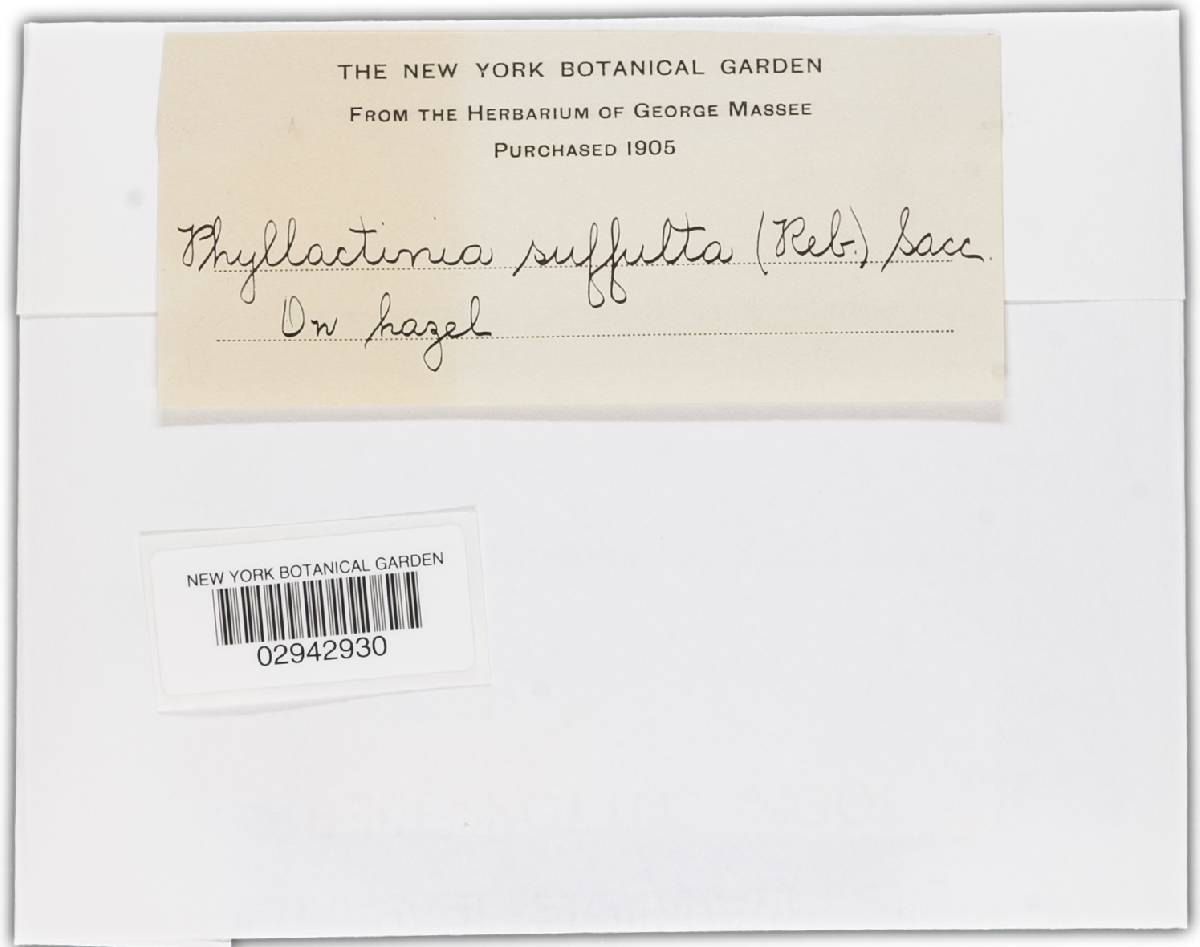 THE NEW YORK BOTANICAL GARDEN
FROM THE HERBARIUM OF GEORGE MASSEE
PURCHASED 1905
Phyllactinia suffulta (Reb.) Sacc.
On hazel
NEW YORK BOTANICAL GARDEN
02942930